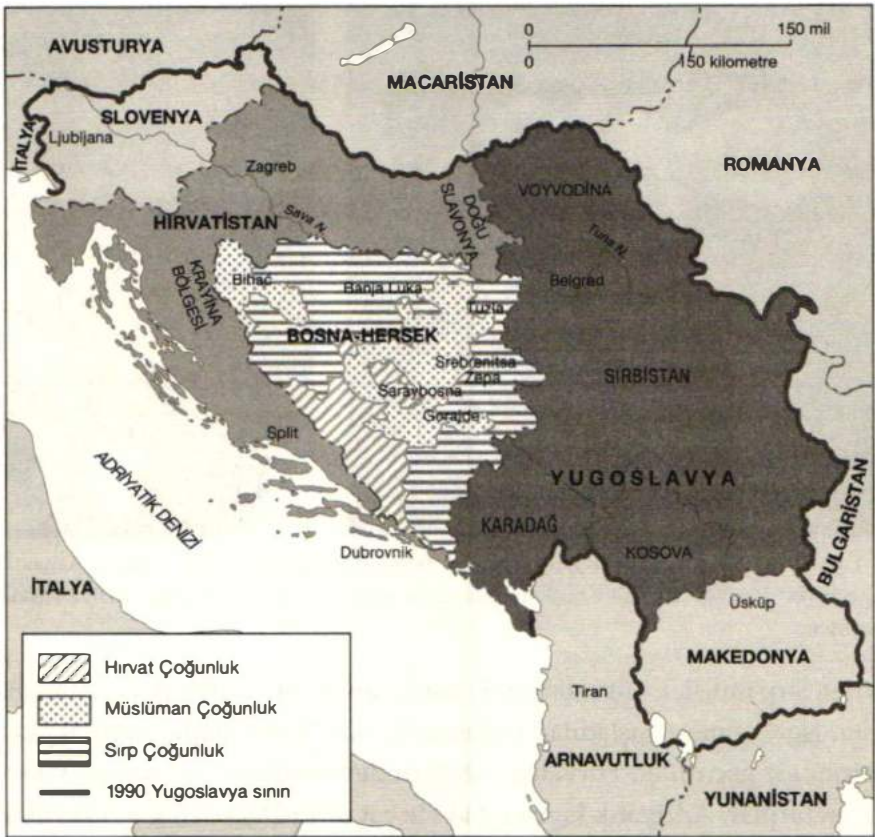 AVUSTURYA
0 150 mil
0 150 kilometre
MACARİSTAN
SLOVENYA
Ljubljana
İTALYA
ROMANYA
Zagreb
VOYVODİNA
HIRVATİSTAN
Sava N.
DOĞU
SLAVONYA
Tuna N.
KRAYİNA
BÖLGESİ
Bihać
Banja Luka
Belgrad
Tuzla
BOSNA-HERSEK
Srebrenitsa
Zepa
SIRBİSTAN
Saraybosna
Gorajde
Split
ADRİYATİK DENİZİ
YUGOSLAVYA
KARADAĞ
KOSOVA
BULGARİSTAN
Dubrovnik
İTALYA
Üsküp
MAKEDONYA
Tiran
ARNAVUTLUK
YUNANİSTAN
Hırvat Çoğunluk
Müslüman Çoğunluk
Sırp Çoğunluk
1990 Yugoslavya sınırı